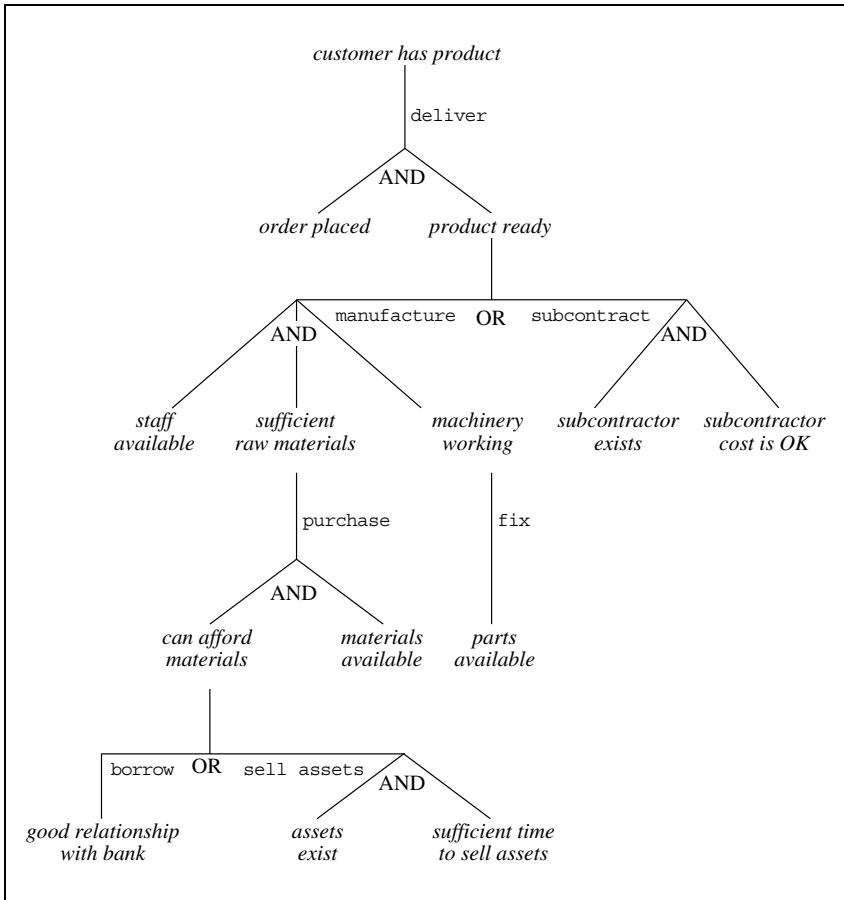 customer has product
deliver
AND
order placed
product ready
manufacture OR subcontract
AND
AND
staff
available
sufficient
raw materials
machinery
working
subcontractor
exists
subcontractor
cost is OK
purchase
fix
AND
can afford
materials
materials
available
parts
available
borrow OR sell assets
AND
good relationship
with bank
assets
exist
sufficient time
to sell assets